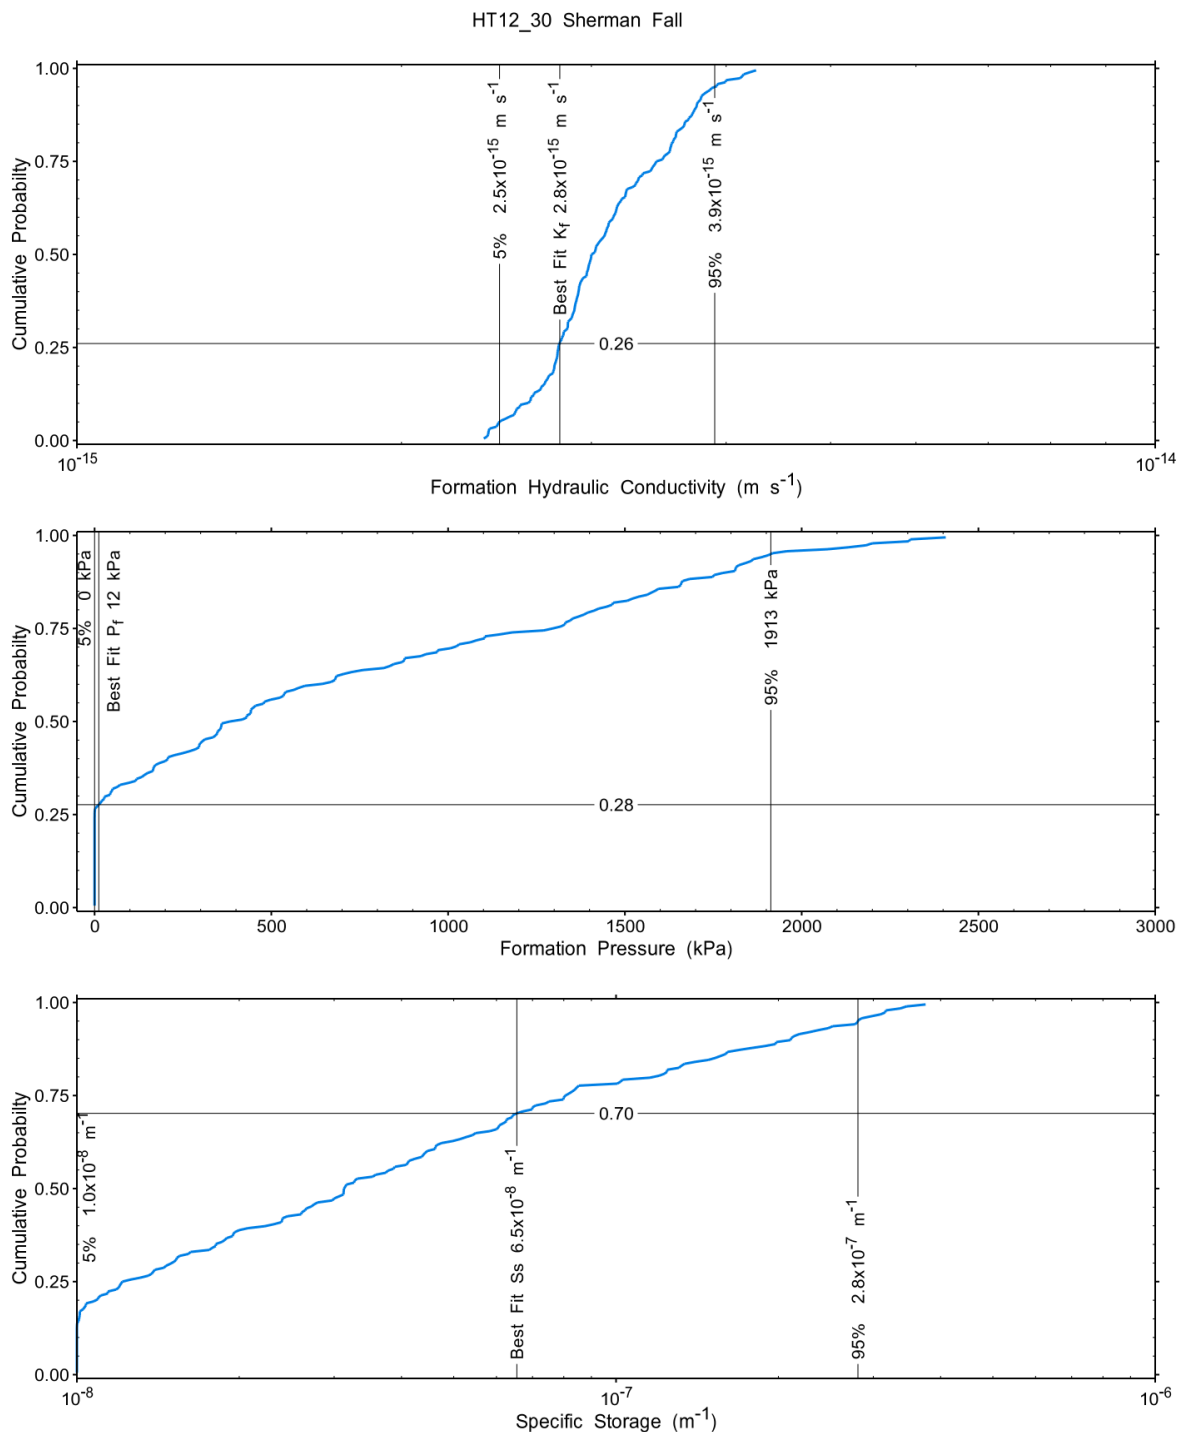 HT12_30 Sherman Fall
Cumulative Probabilty
1.00
0.75
0.50
0.25
0.00
5% 2.5x10^-15 m s^-1
Best Fit K_f 2.8x10^-15 m s^-1
95% 3.9x10^-15 m s^-1
0.26
10^-15
10^-14
Formation Hydraulic Conductivity (m s^-1)
Cumulative Probabilty
1.00
0.75
0.50
0.25
0.00
5% 0 kPa
Best Fit P_f 12 kPa
95% 1913 kPa
0.28
0
500
1000
1500
2000
2500
3000
Formation Pressure (kPa)
Cumulative Probabilty
1.00
0.75
0.50
0.25
0.00
5% 1.0x10^-8 m^-1
Best Fit Ss 6.5x10^-8 m^-1
95% 2.8x10^-7 m^-1
0.70
10^-8
10^-7
10^-6
Specific Storage (m^-1)